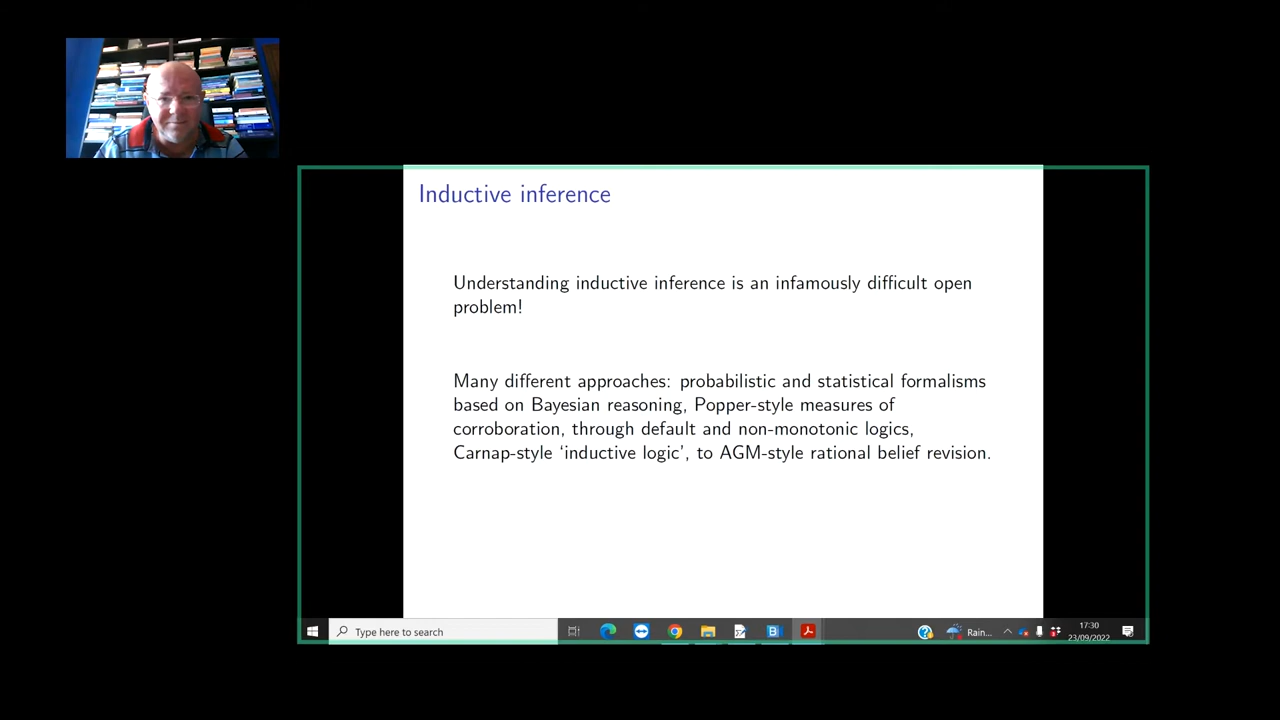 Inductive inference
Understanding inductive inference is an infamously difficult open
problem!
Many different approaches: probabilistic and statistical formalisms
based on Bayesian reasoning, Popper-style measures of
corroboration, through default and non-monotonic logics,
Carnap-style ‘inductive logic’, to AGM-style rational belief revision.
Type here to search
Rain...
17:30
23/09/2022